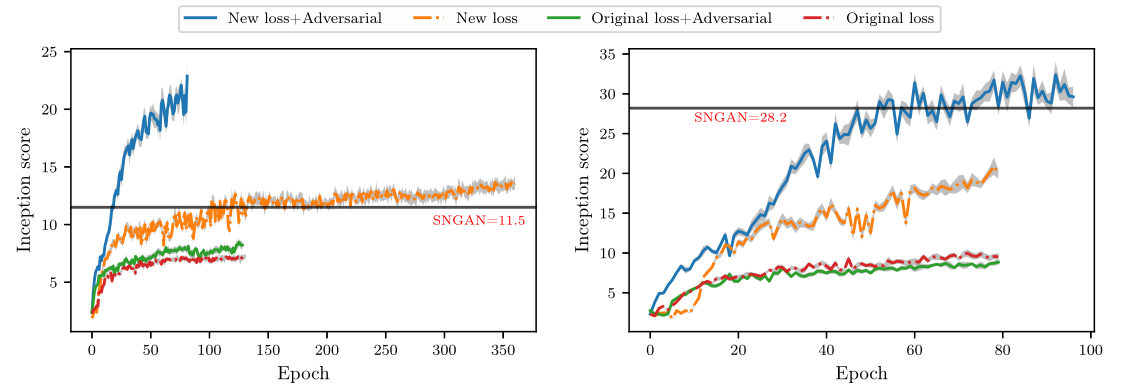 New loss+Adversarial New loss Original loss+Adversarial Original loss
25
20
15
10
5
Inception score
SNGAN=11.5
0 50 100 150 200 250 300 350
Epoch
35
30
25
20
15
10
5
Inception score
SNGAN=28.2
0 20 40 60 80 100
Epoch